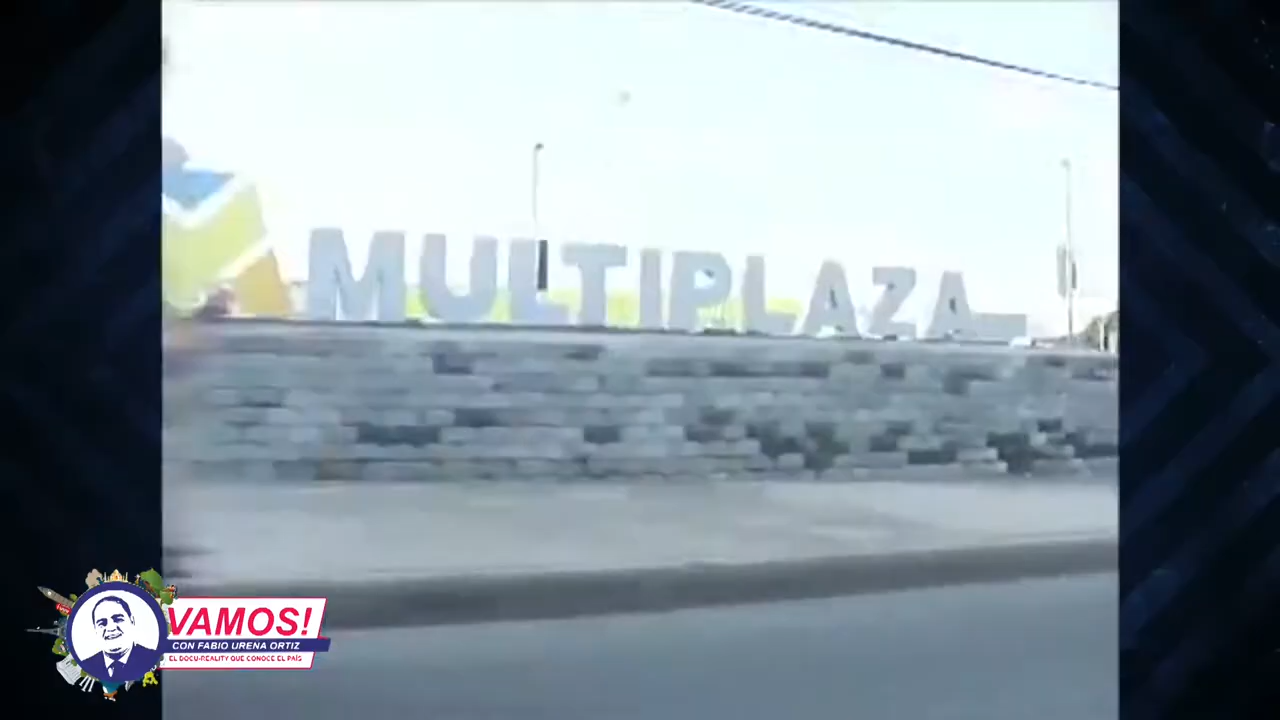 MULTIPLAZA
VAMOS!
CON FABIO UREÑA ORTIZ
EL DOCU-REALITY QUE CONOCE EL PAÍS